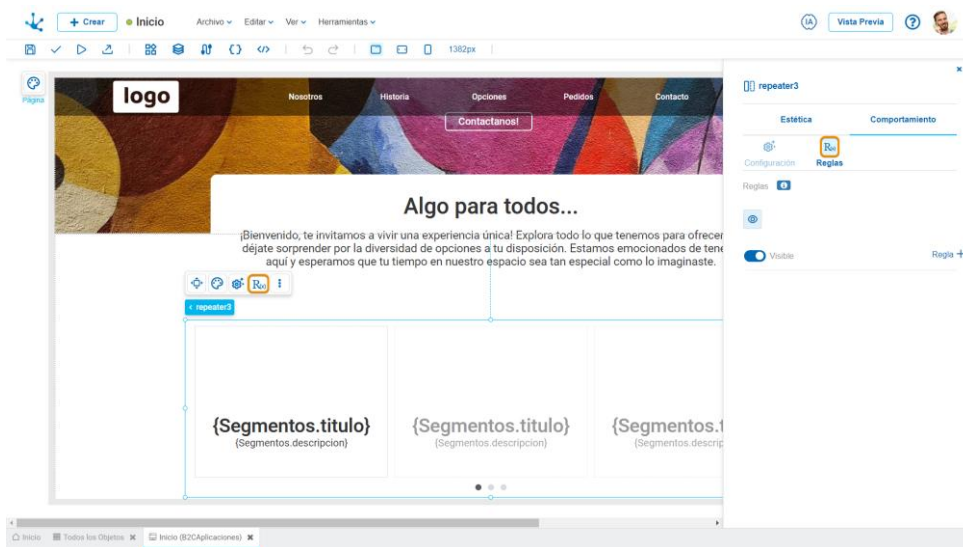 + Crear
Inicio
Archivo
Editar
Ver
Herramientas
IA
Vista Previa
?
1382px
Página
logo
Nosotros
Historia
Opciones
Pedidos
Contacto
Contactanos!
Algo para todos...
¡Bienvenido, te invitamos a vivir una experiencia única! Explora todo lo que tenemos para ofrecer
déjate sorprender por la diversidad de opciones a tu disposición. Estamos emocionados de tene
aquí y esperamos que tu tiempo en nuestro espacio sea tan especial como lo imaginaste.
< repeater3
{Segmentos.titulo}
{Segmentos.descripcion}
{Segmentos.titulo}
{Segmentos.descripcion}
{Segmentos.t
{Segmentos.descrip
repeater3
Estética
Comportamiento
Configuración
Reglas
Reglas
Visible
Regla +
Inicio
Todos los Objetos
Inicio (B2CAplicaciones)